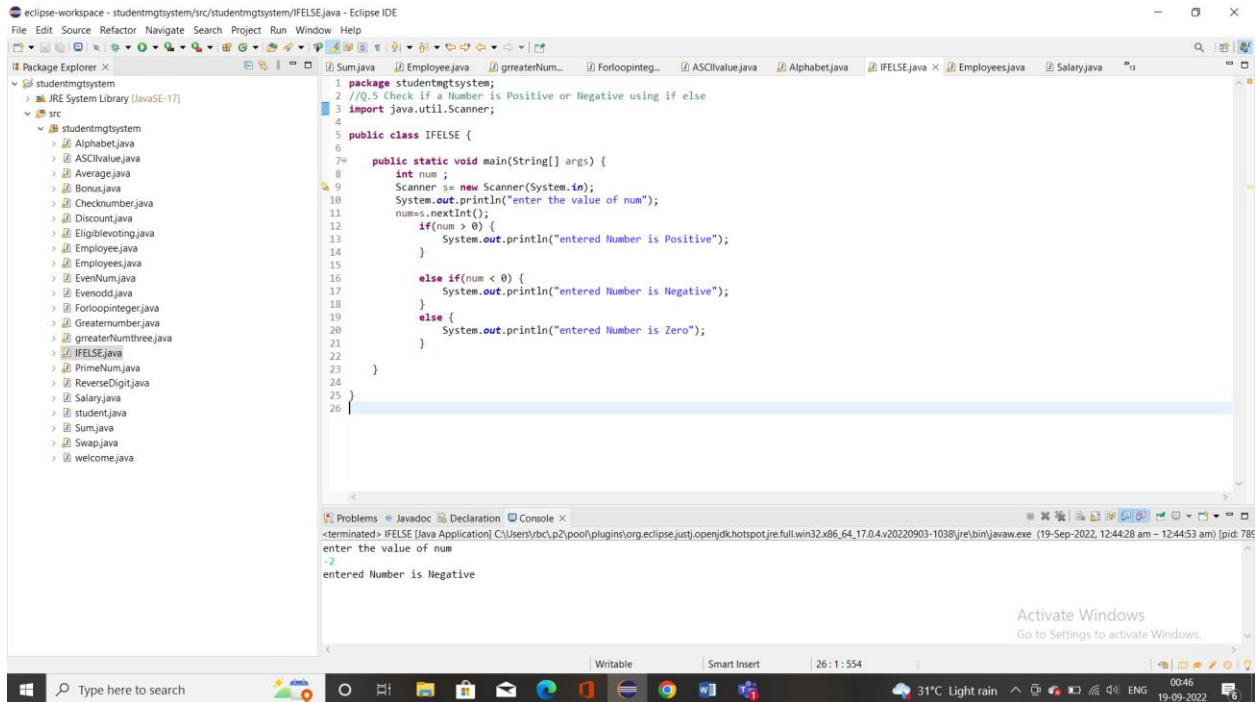 eclipse-workspace - studentmgtsystem/src/studentmgtsystem/IFELSE.java - Eclipse IDE
File Edit Source Refactor Navigate Search Project Run Window Help
Package Explorer
studentmgtsystem
JRE System Library [JavaSE-17]
src
studentmgtsystem
Alphabet.java
ASCIIvalue.java
Average.java
Bonus.java
Checknumber.java
Discount.java
Eligiblevoting.java
Employee.java
Employees.java
EvenNum.java
Evenodd.java
Forloopinteger.java
Greaternumber.java
grreaterNumthree.java
IFELSE.java
PrimeNum.java
ReverseDigit.java
Salary.java
student.java
Sum.java
Swap.java
welcome.java
Sum.java Employee.java grreaterNum... Forloopinteg... ASCIIvalue.java Alphabet.java IFELSE.java Employees.java Salary.java »13
1 package studentmgtsystem;
2 //Q.5 Check if a Number is Positive or Negative using if else
3 import java.util.Scanner;
4
5 public class IFELSE {
6
7 public static void main(String[] args) {
8 int num ;
9 Scanner s= new Scanner(System.in);
10 System.out.println("enter the value of num");
11 num=s.nextInt();
12 if(num > 0) {
13 System.out.println("entered Number is Positive");
14 }
15
16 else if(num < 0) {
17 System.out.println("entered Number is Negative");
18 }
19 else {
20 System.out.println("entered Number is Zero");
21 }
22
23 }
24
25 }
26
Problems Javadoc Declaration Console
<terminated> IFELSE [Java Application] C:\Users\rbc\.p2\pool\plugins\org.eclipse.justj.openjdk.hotspot.jre.full.win32.x86_64_17.0.4.v20220903-1038\jre\bin\javaw.exe (19-Sep-2022, 12:44:28 am – 12:44:53 am) [pid: 789
enter the value of num
-2
entered Number is Negative
Activate Windows
Go to Settings to activate Windows.
Writable Smart Insert 26 : 1 : 554
Type here to search
31°C Light rain
ENG
00:46
19-09-2022
6